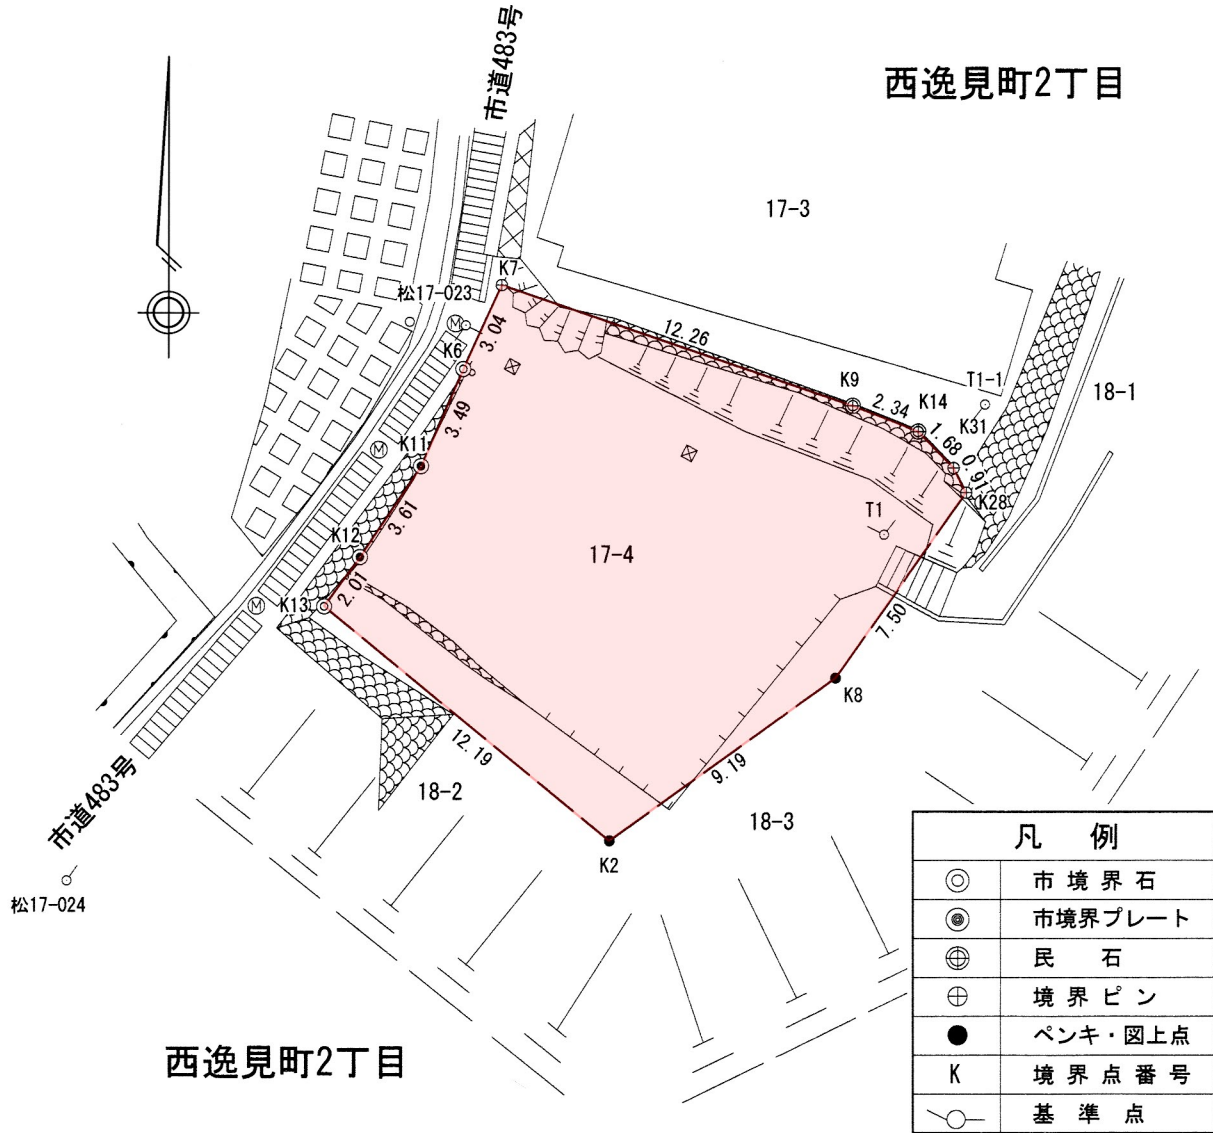 市道483号
西逸見町2丁目
17-3
K7
松17-023
M
12.26
3.04
K6
K9
T1-1
2.34
K14
18-1
K31
1.68
3.49
K11
M
0.91
K28
T1
3.61
K12
17-4
2.01
K13
M
7.50
K8
12.19
9.19
市道483号
18-2
18-3
K2
松17-024
西逸見町2丁目
凡 例
市 境 界 石
市境界プレート
民 石
境 界 ピ ン
ペンキ・図上点
K 境 界 点 番 号
基 準 点